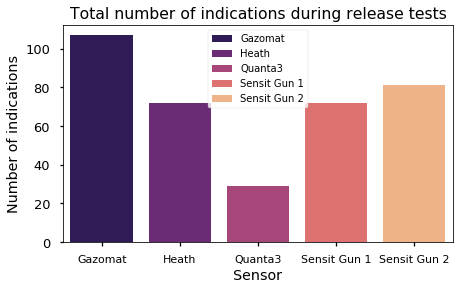 Total number of indications during release tests
Number of indications
100
80
60
40
20
0
Gazomat
Heath
Quanta3
Sensit Gun 1
Sensit Gun 2
Gazomat
Heath
Quanta3
Sensit Gun 1
Sensit Gun 2
Sensor